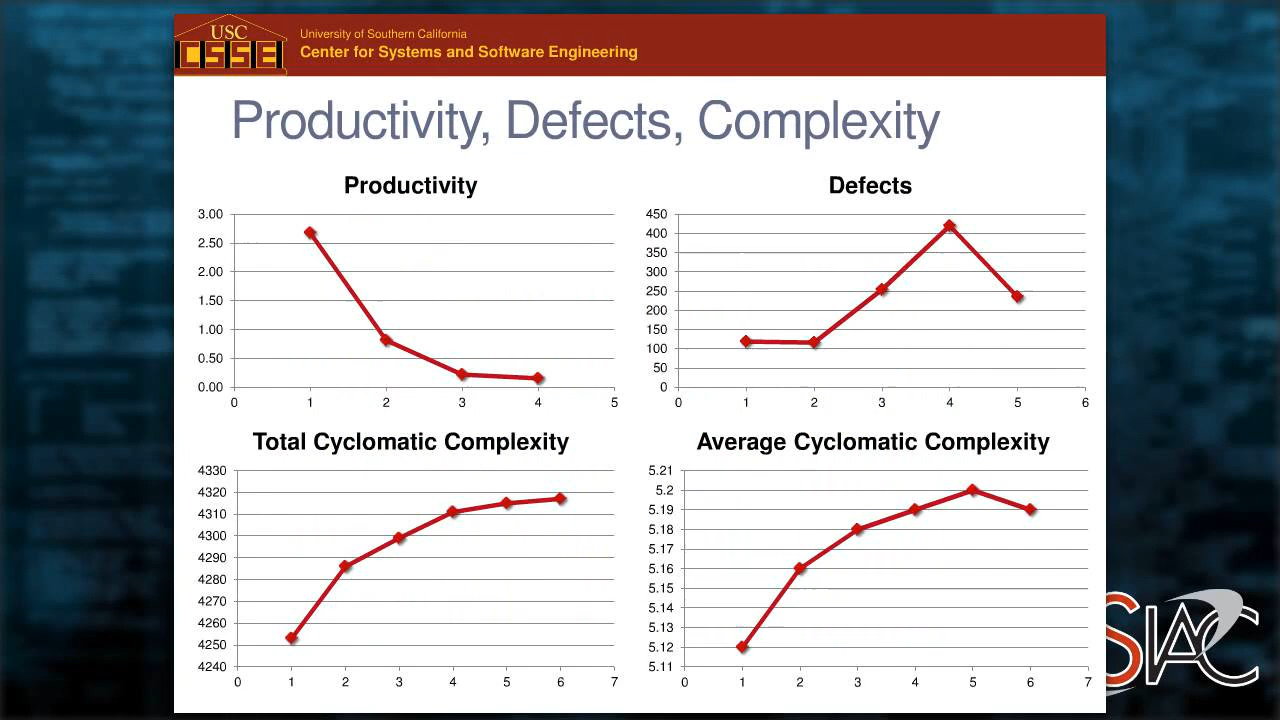 USC
CSSE
University of Southern California
Center for Systems and Software Engineering
Productivity, Defects, Complexity
Productivity
3.00
2.50
2.00
1.50
1.00
0.50
0.00
0 1 2 3 4 5
Defects
450
400
350
300
250
200
150
100
50
0
0 1 2 3 4 5 6
Total Cyclomatic Complexity
4330
4320
4310
4300
4290
4280
4270
4260
4250
4240
0 1 2 3 4 5 6 7
Average Cyclomatic Complexity
5.21
5.2
5.19
5.18
5.17
5.16
5.15
5.14
5.13
5.12
5.11
0 1 2 3 4 5 6 7
SIAC